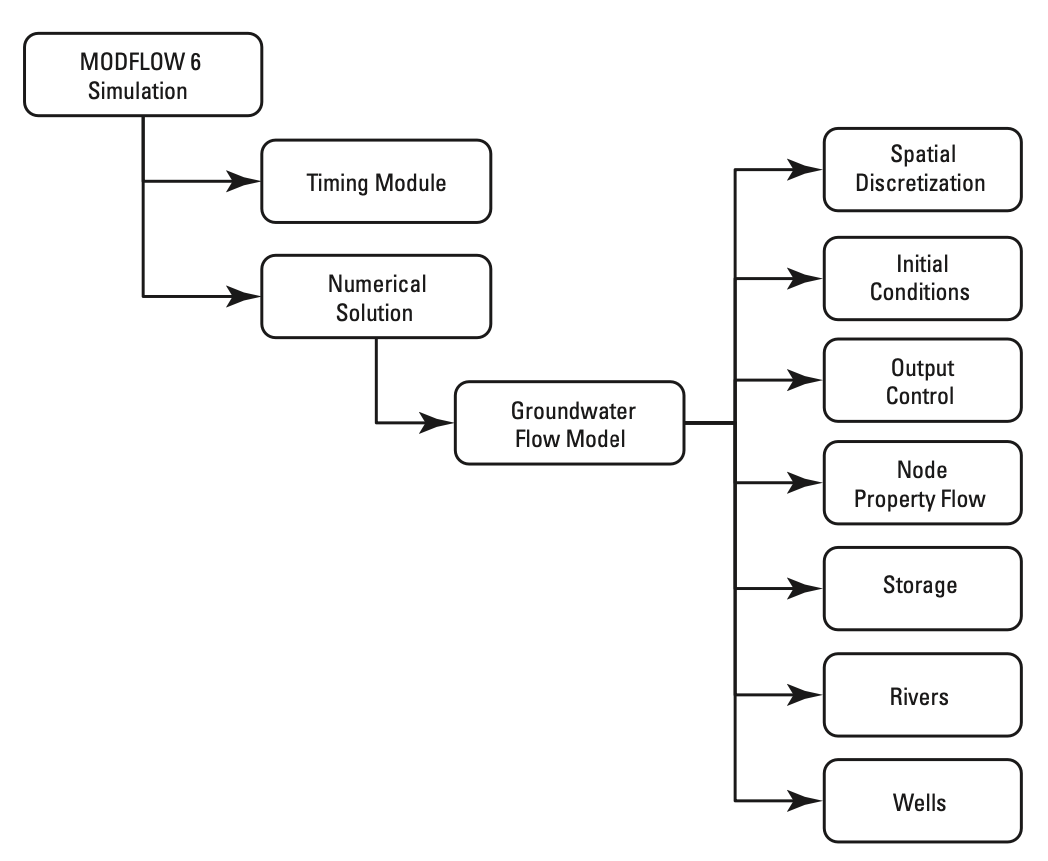 MODFLOW 6
Simulation
Timing Module
Numerical
Solution
Groundwater
Flow Model
Spatial
Discretization
Initial
Conditions
Output
Control
Node
Property Flow
Storage
Rivers
Wells